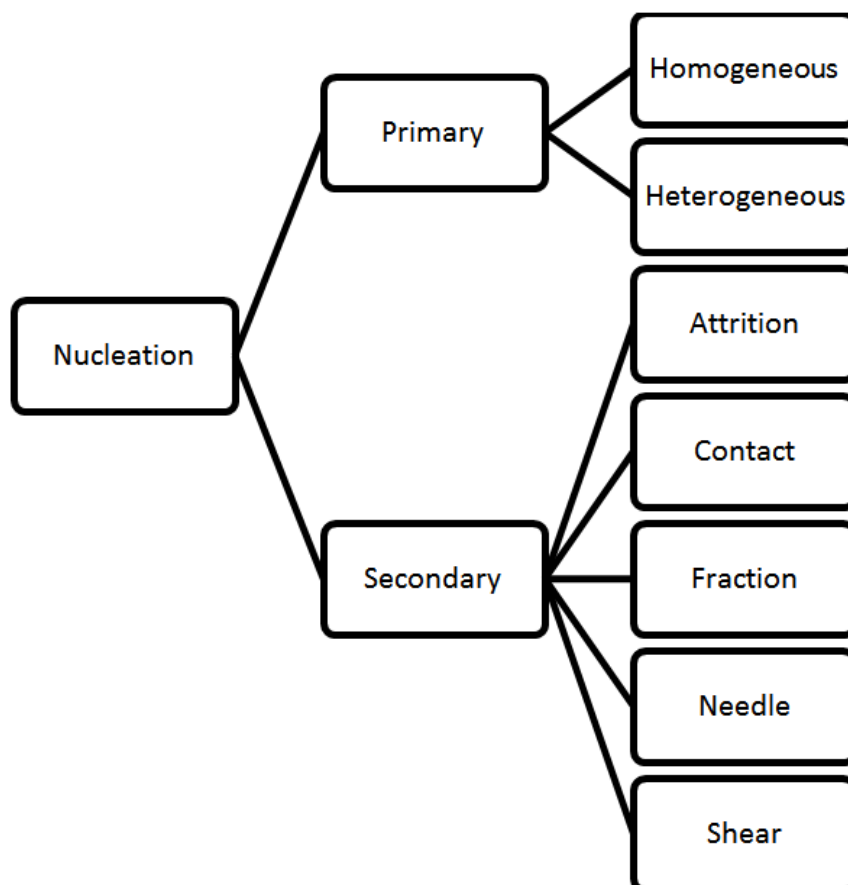 Nucleation
Primary
Homogeneous
Heterogeneous
Secondary
Attrition
Contact
Fraction
Needle
Shear